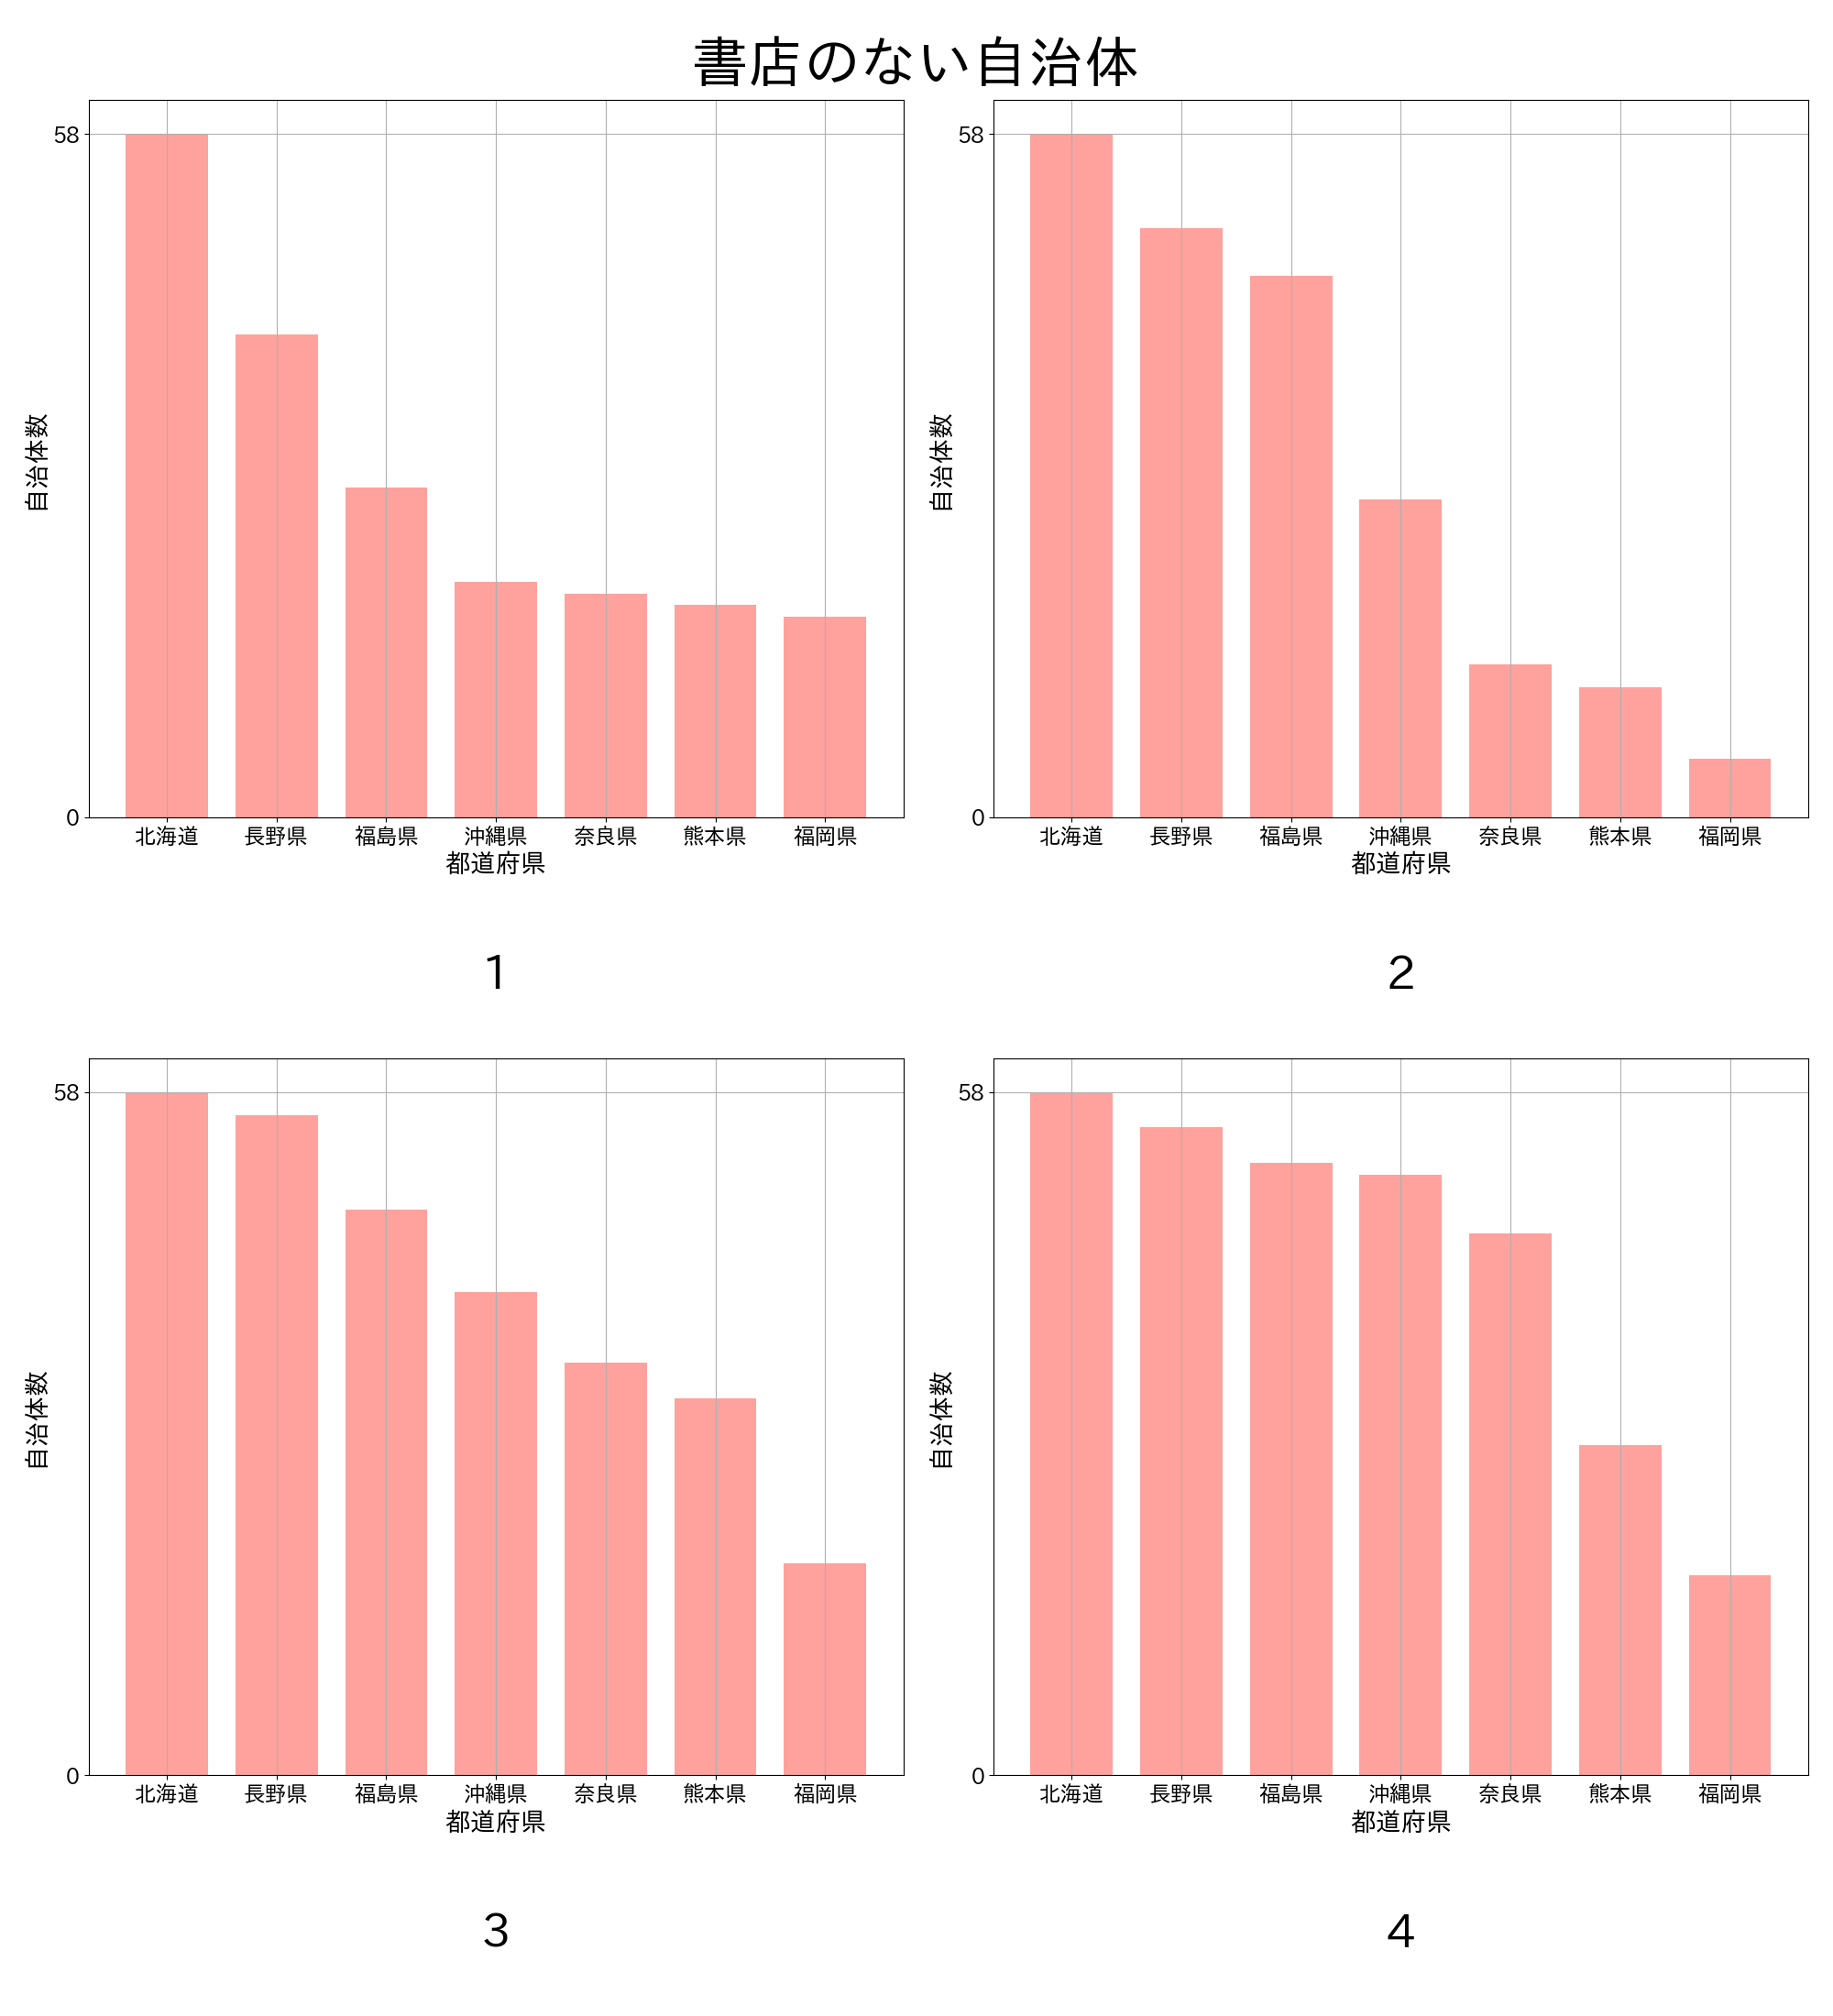 書店のない自治体
58
0
自治体数
北海道 長野県 福島県 沖縄県 奈良県 熊本県 福岡県
都道府県
1
58
0
自治体数
北海道 長野県 福島県 沖縄県 奈良県 熊本県 福岡県
都道府県
2
58
0
自治体数
北海道 長野県 福島県 沖縄県 奈良県 熊本県 福岡県
都道府県
3
58
0
自治体数
北海道 長野県 福島県 沖縄県 奈良県 熊本県 福岡県
都道府県
4